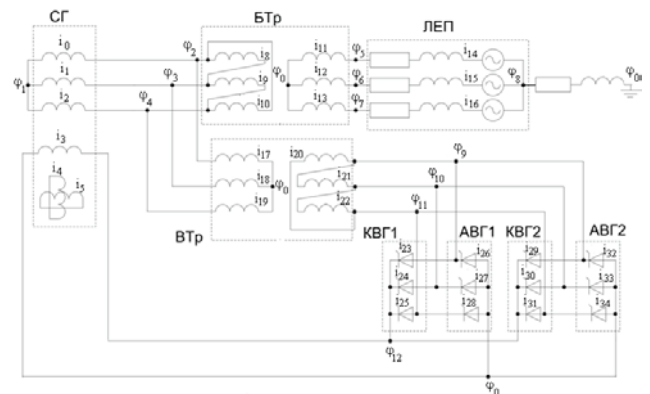 СГ БТр ЛЕП
i0 φ2 i8 i11 φ5 i14
φ1 i1 φ3 i9 φ0 i12 φ6 i15 φ8 φ0
i2 φ4 i10 i13 φ7 i16
i3
i17 i20 φ9
i4 i5 i18 φ0 i21 φ10
i19 i22 φ11
ВТр КВГ1 АВГ1 КВГ2 АВГ2
i23 i26 i29 i32
i24 i27 i30 i33
i25 i28 i31 i34
φ12
φ0